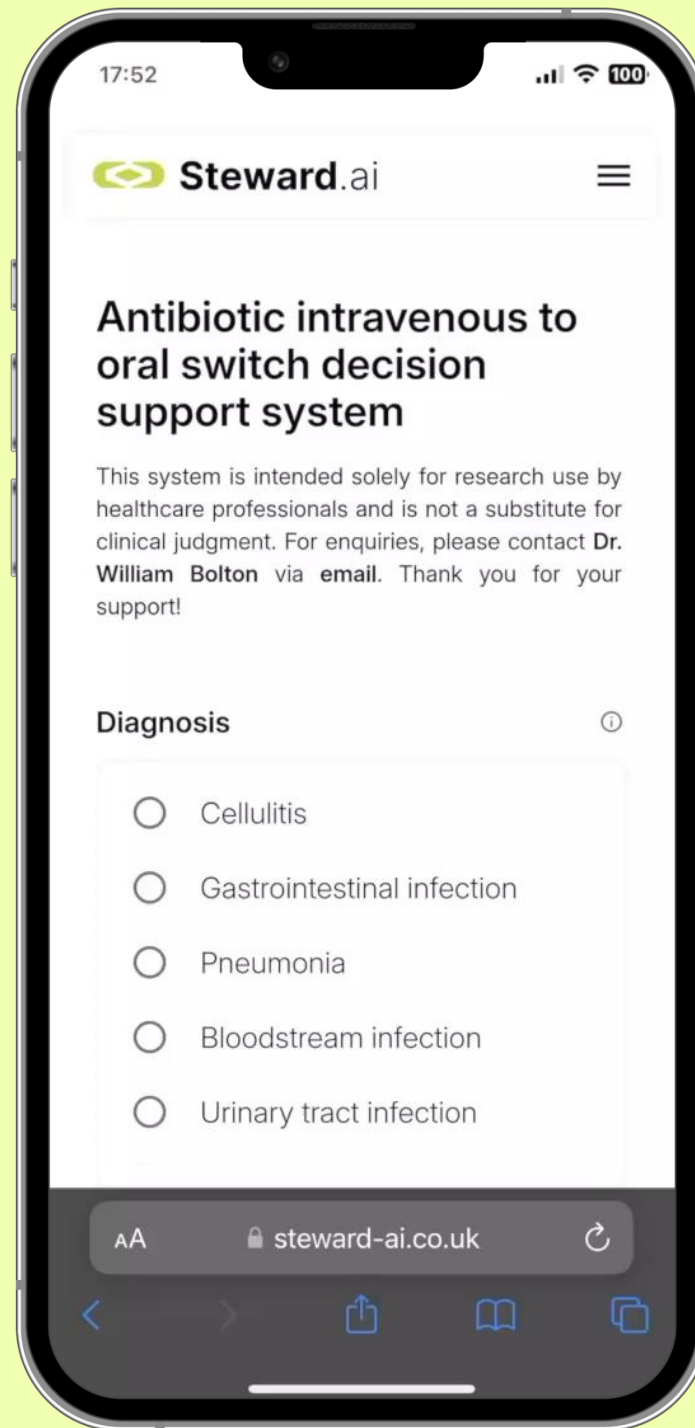 17:52
100
Steward.ai
Antibiotic intravenous to
oral switch decision
support system
This system is intended solely for research use by
healthcare professionals and is not a substitute for
clinical judgment. For enquiries, please contact Dr.
William Bolton via email. Thank you for your
support!
Diagnosis
Cellulitis
Gastrointestinal infection
Pneumonia
Bloodstream infection
Urinary tract infection
AA
steward-ai.co.uk